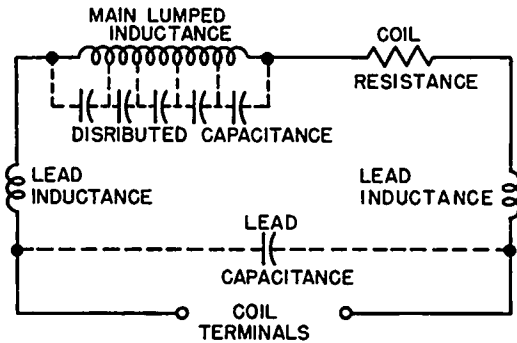 MAIN LUMPED
INDUCTANCE
COIL
RESISTANCE
DISRIBUTED CAPACITANCE
LEAD
INDUCTANCE
LEAD
INDUCTANCE
LEAD
CAPACITANCE
COIL
TERMINALS